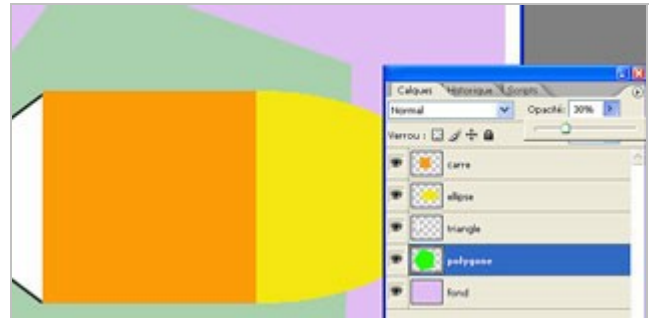 Calques Historique Scripts
Normal Opacité: 30%
Verrou :
carre
ellipse
triangle
polygone
fond